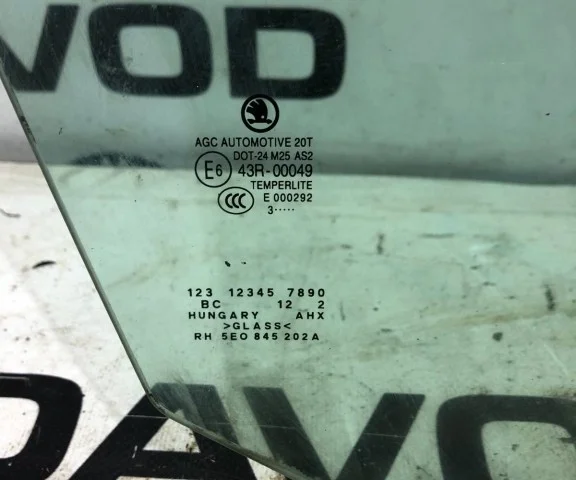 VOD
AGC AUTOMOTIVE 20T
DOT-24 M25 AS2
E6 43R-00049
TEMPERLITE
CCC E 000292
3·····
123 12345 7890
BC 12 2
HUNGARY AHX
>GLASS<
RH 5E0 845 202A
DAVO